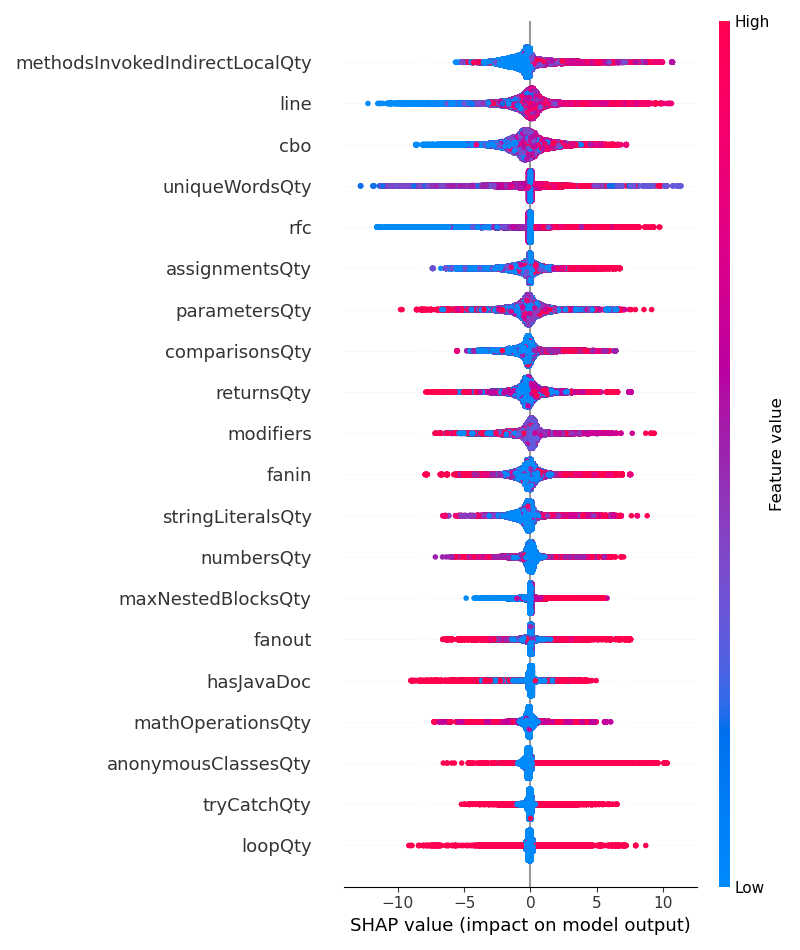 High
methodsInvokedIndirectLocalQty
line
cbo
uniqueWordsQty
rfc
assignmentsQty
parametersQty
comparisonsQty
returnsQty
modifiers
fanin
stringLiteralsQty
numbersQty
maxNestedBlocksQty
fanout
hasJavaDoc
mathOperationsQty
anonymousClassesQty
tryCatchQty
loopQty
Feature value
Low
−10 −5 0 5 10
SHAP value (impact on model output)